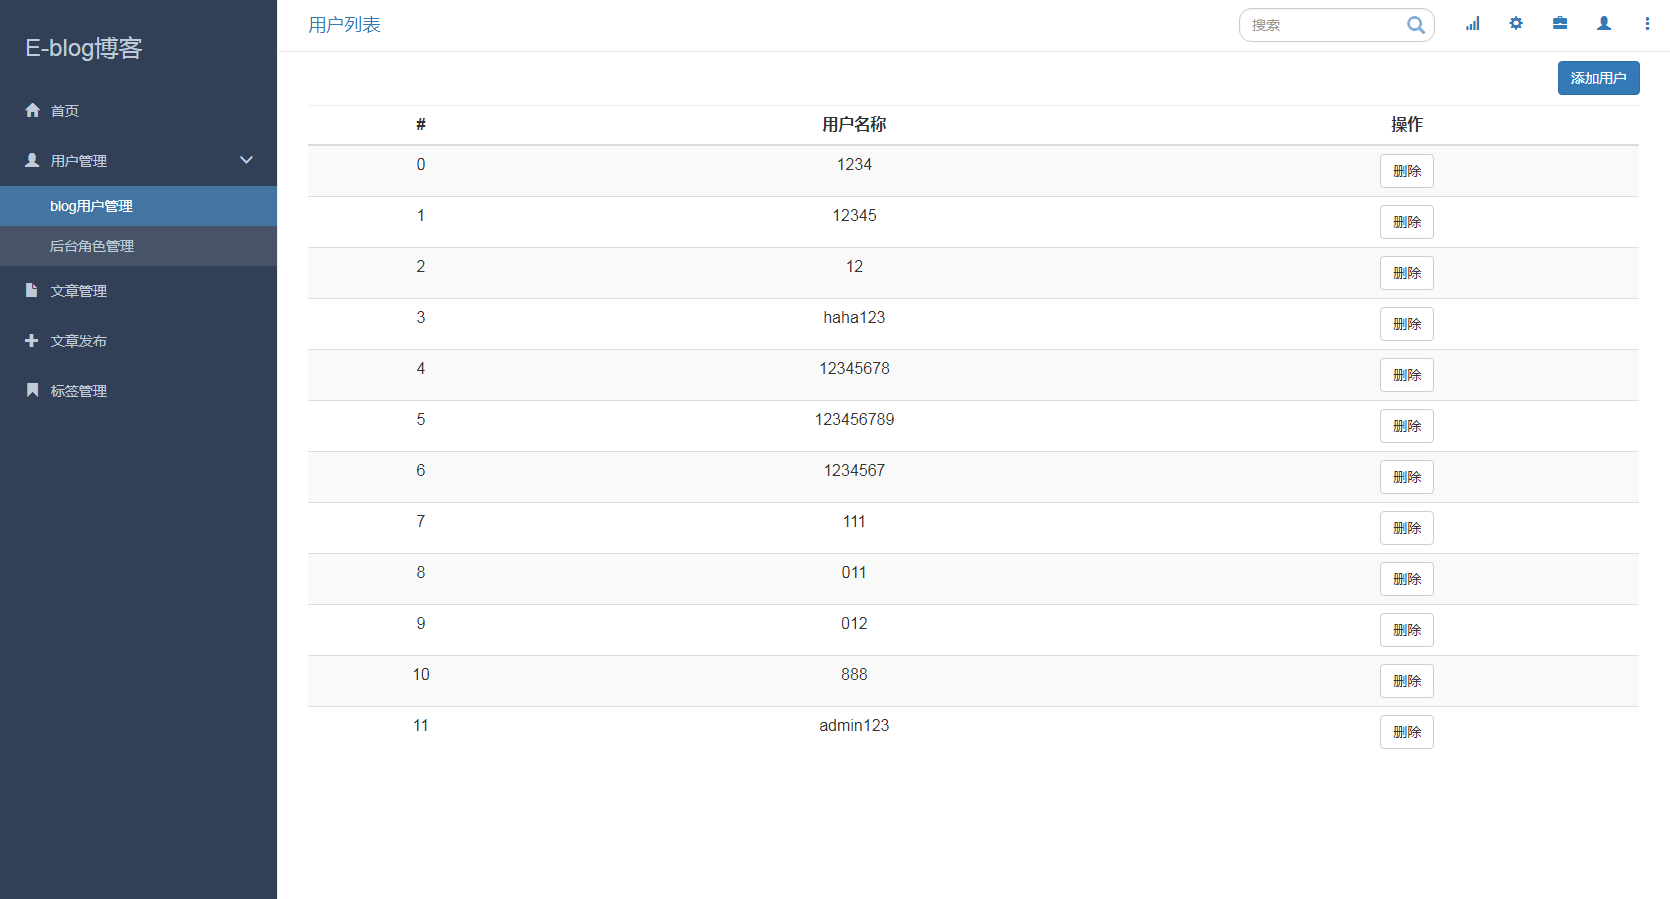 E-blog博客
首页
用户管理
blog用户管理
后台角色管理
文章管理
文章发布
标签管理
用户列表
搜索
添加用户
# 用户名称 操作
0 1234 删除
1 12345 删除
2 12 删除
3 haha123 删除
4 12345678 删除
5 123456789 删除
6 1234567 删除
7 111 删除
8 011 删除
9 012 删除
10 888 删除
11 admin123 删除